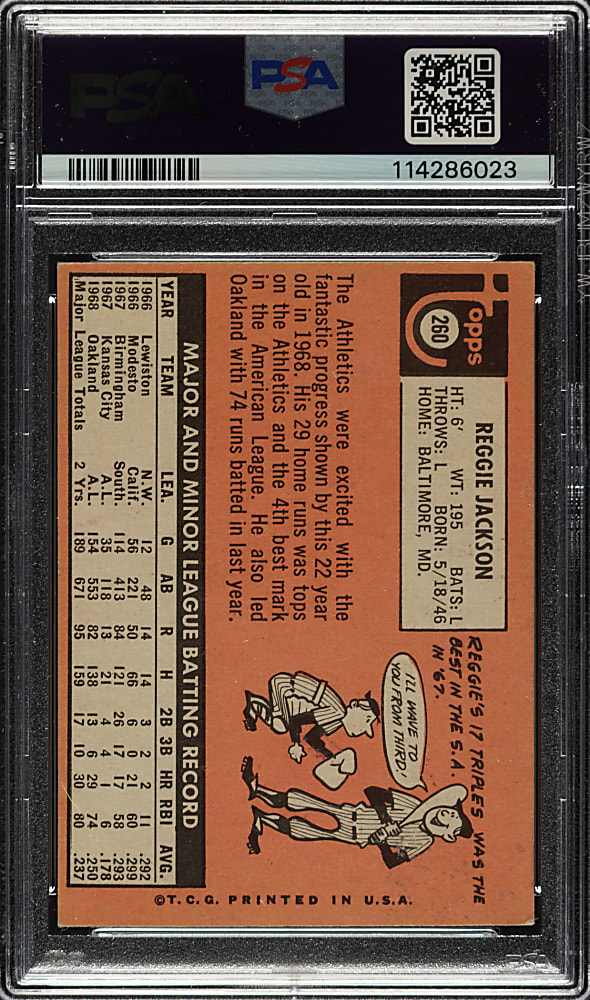 PSA
PSA
114286023
Topps
260
REGGIE JACKSON
HT: 6' WT: 195 BATS: L
THROWS: L BORN: 5/18/46
HOME: BALTIMORE, MD.
REGGIE'S 17 TRIPLES WAS THE
BEST IN THE S.A.
IN '67.
I'LL WAVE TO
YOU FROM THIRD!
The Athletics were excited with the
fantastic progress shown by this 22 year
old in 1968. His 29 home runs was tops
on the Athletics and the 4th best mark
in the American League. He also led
Oakland with 74 runs batted in last year.
MAJOR AND MINOR LEAGUE BATTING RECORD
YEAR TEAM LEA. G AB R H 2B 3B HR RBI AVG.
1966 Lewiston N.W. 12 48 14 14 3 2 2 11 .292
1966 Modesto Calif. 56 221 50 66 6 0 21 60 .299
1967 Birmingham South. 114 413 84 121 26 17 17 58 .293
1967 Kansas City A.L. 35 118 13 21 4 4 1 6 .178
1968 Oakland A.L. 154 553 82 138 13 6 29 74 .250
Major League Totals 2 Yrs. 189 671 95 159 17 10 30 80 .237
©T.C.G. PRINTED IN U.S.A.